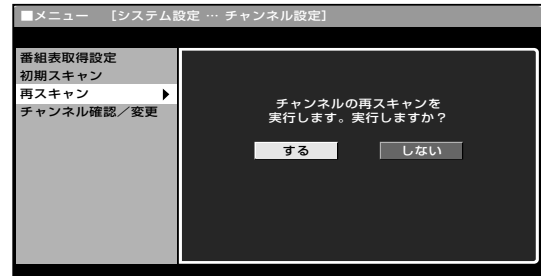 ■メニュー [システム設定 … チャンネル設定]
番組表取得設定
初期スキャン
再スキャン
チャンネル確認／変更
チャンネルの再スキャンを
実行します。実行しますか？
する しない